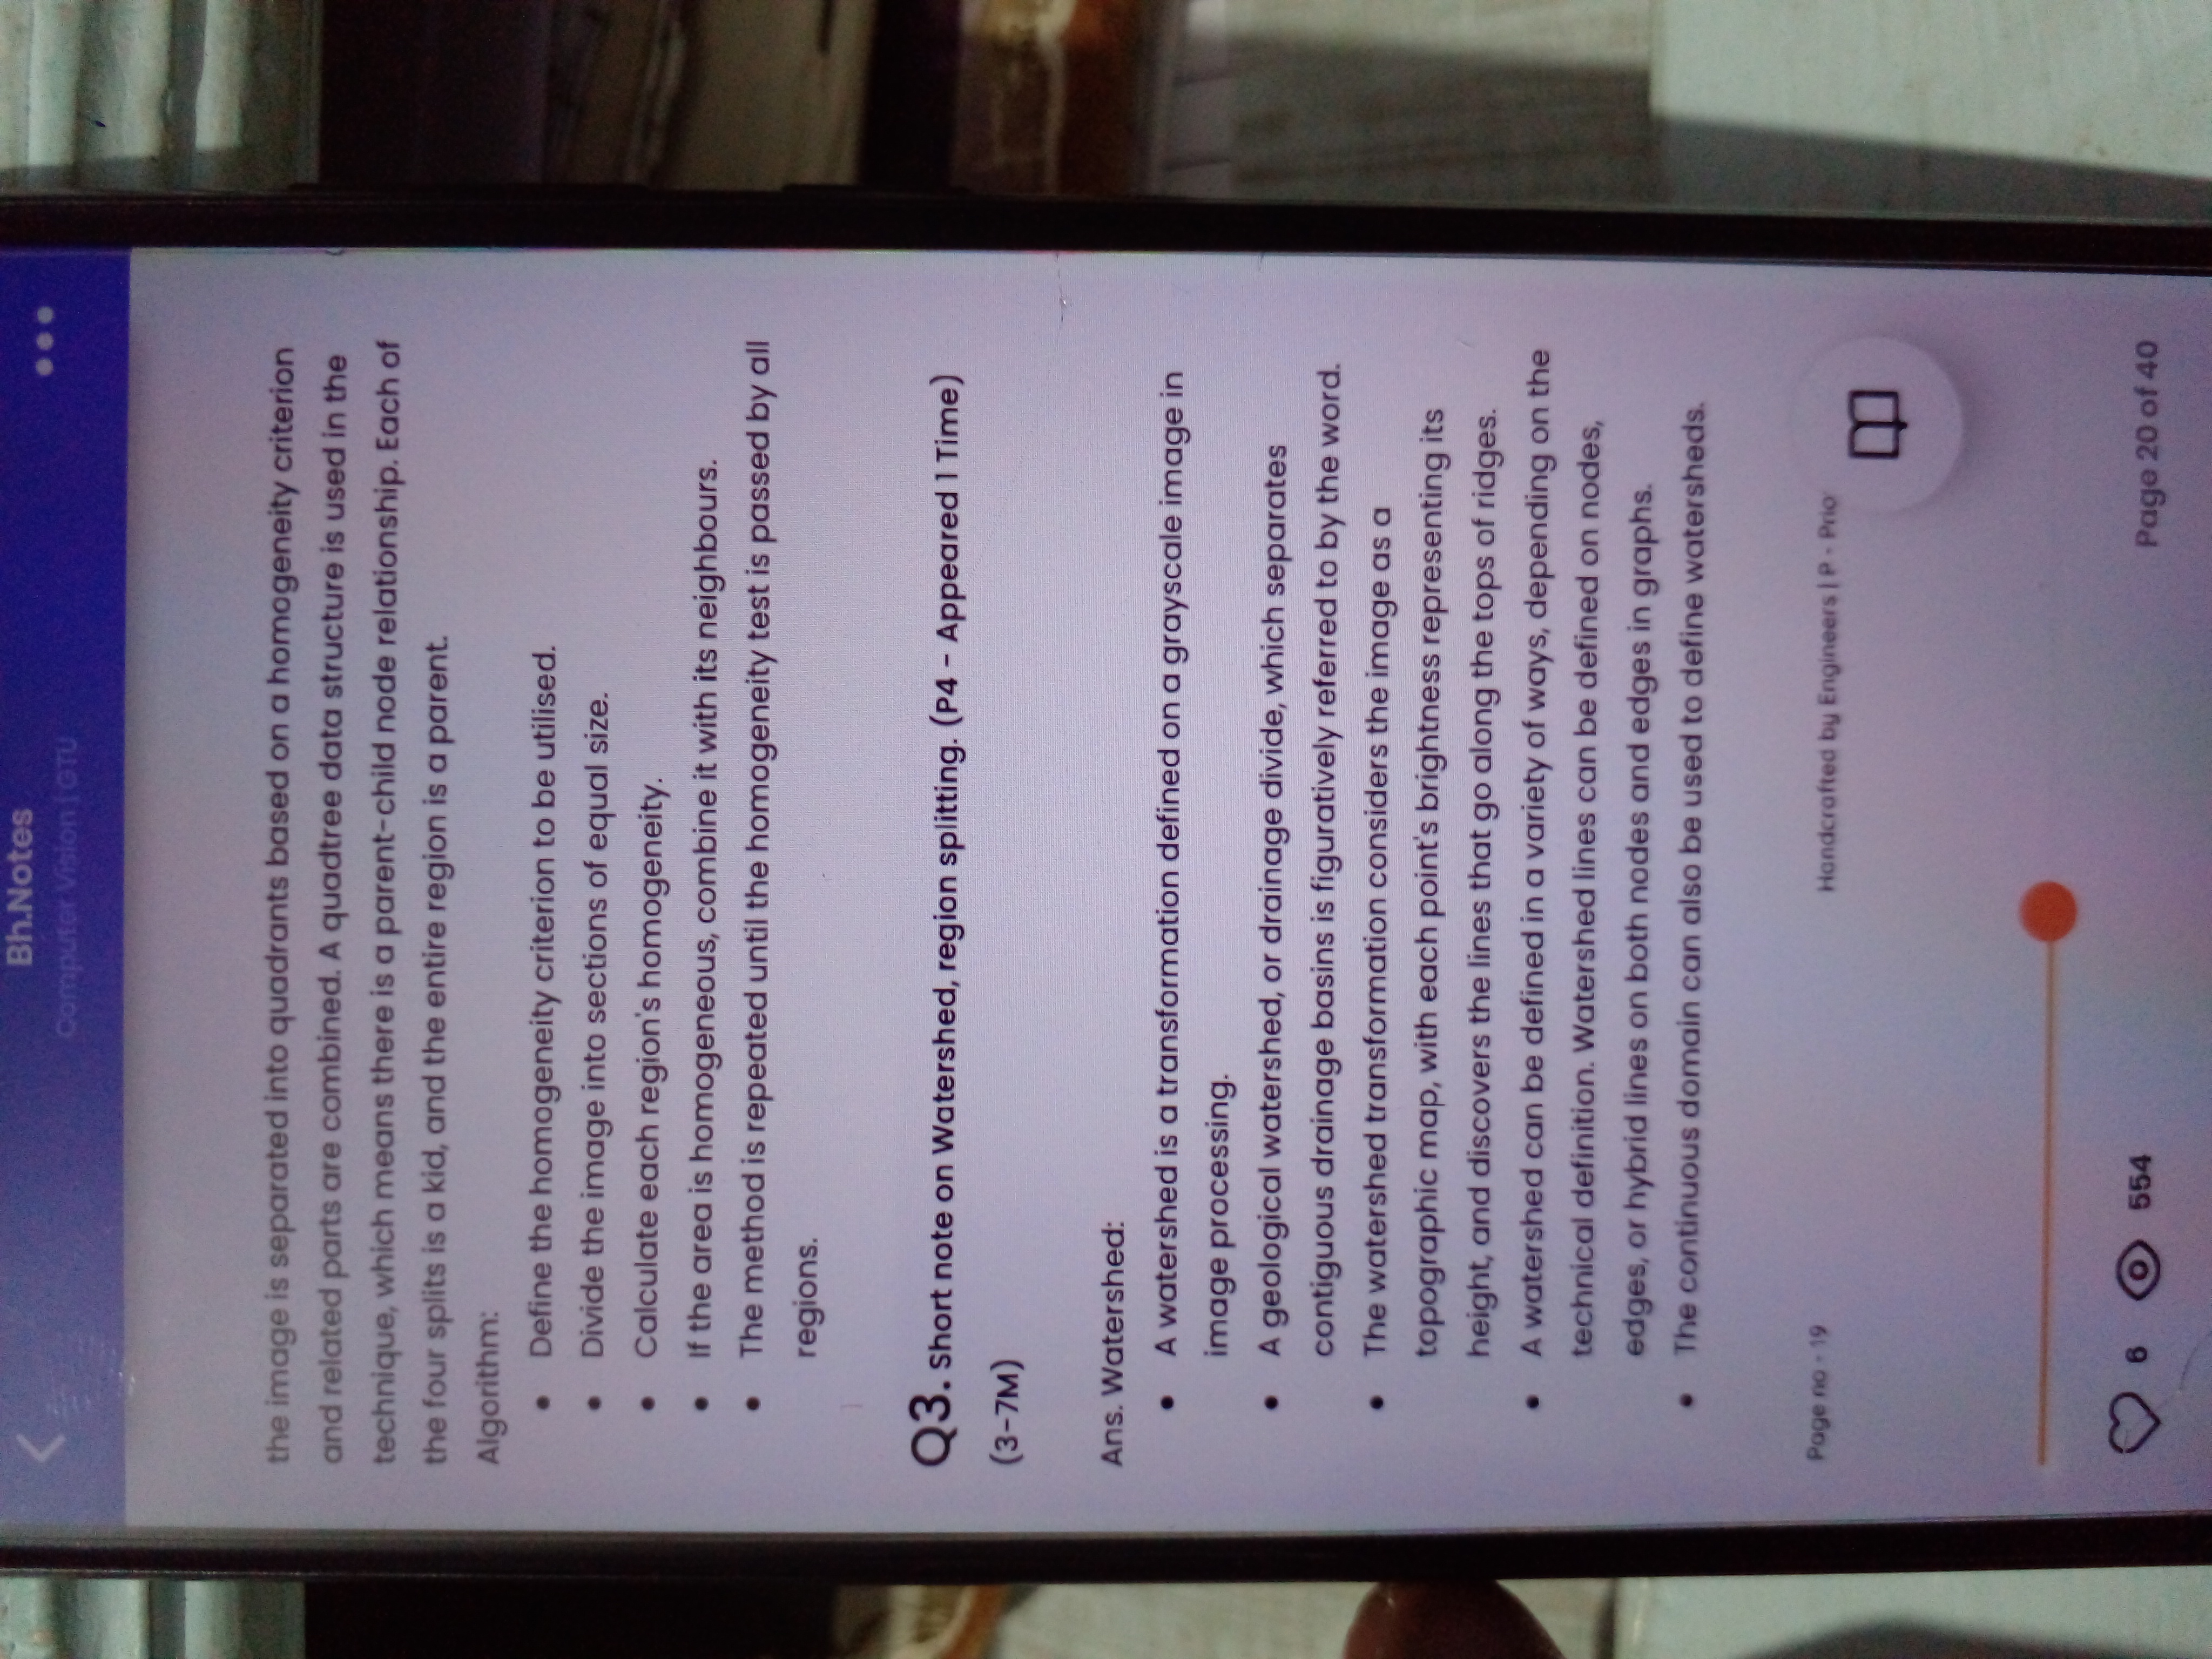 Bh.Notes
Computer Vision | GTU
the image is separated into quadrants based on a homogeneity criterion
and related parts are combined. A quadtree data structure is used in the
technique, which means there is a parent-child node relationship. Each of
the four splits is a kid, and the entire region is a parent.
Algorithm:
• Define the homogeneity criterion to be utilised.
• Divide the image into sections of equal size.
• Calculate each region's homogeneity.
• If the area is homogeneous, combine it with its neighbours.
• The method is repeated until the homogeneity test is passed by all
regions.
Q3. Short note on Watershed, region splitting. (P4 - Appeared 1 Time)
(3-7M)
Ans. Watershed:
• A watershed is a transformation defined on a grayscale image in
image processing.
• A geological watershed, or drainage divide, which separates
contiguous drainage basins is figuratively referred to by the word.
• The watershed transformation considers the image as a
topographic map, with each point's brightness representing its
height, and discovers the lines that go along the tops of ridges.
• A watershed can be defined in a variety of ways, depending on the
technical definition. Watershed lines can be defined on nodes,
edges, or hybrid lines on both nodes and edges in graphs.
• The continuous domain can also be used to define watersheds.
Page no - 19
Handcrafted by Engineers | P - Prio
6 554
Page 20 of 40